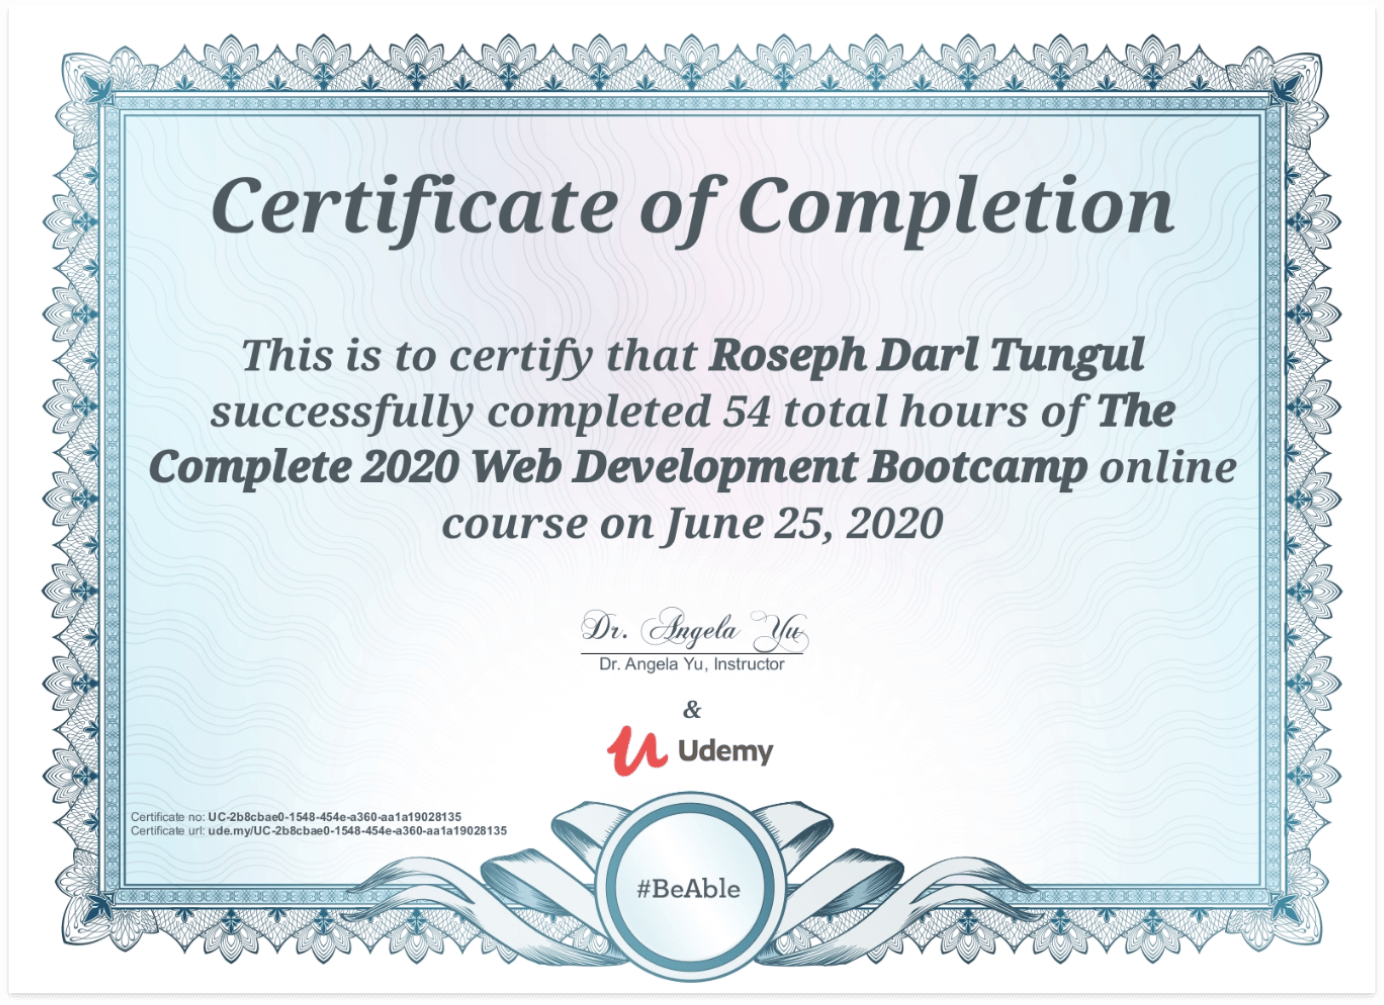 Certificate of Completion
This is to certify that Roseph Darl Tungul
successfully completed 54 total hours of The
Complete 2020 Web Development Bootcamp online
course on June 25, 2020
Dr. Angela Yu
Dr. Angela Yu, Instructor
&
Udemy
Certificate no: UC-2b8cbae0-1548-454e-a360-aa1a19028135
Certificate url: ude.my/UC-2b8cbae0-1548-454e-a360-aa1a19028135
#BeAble